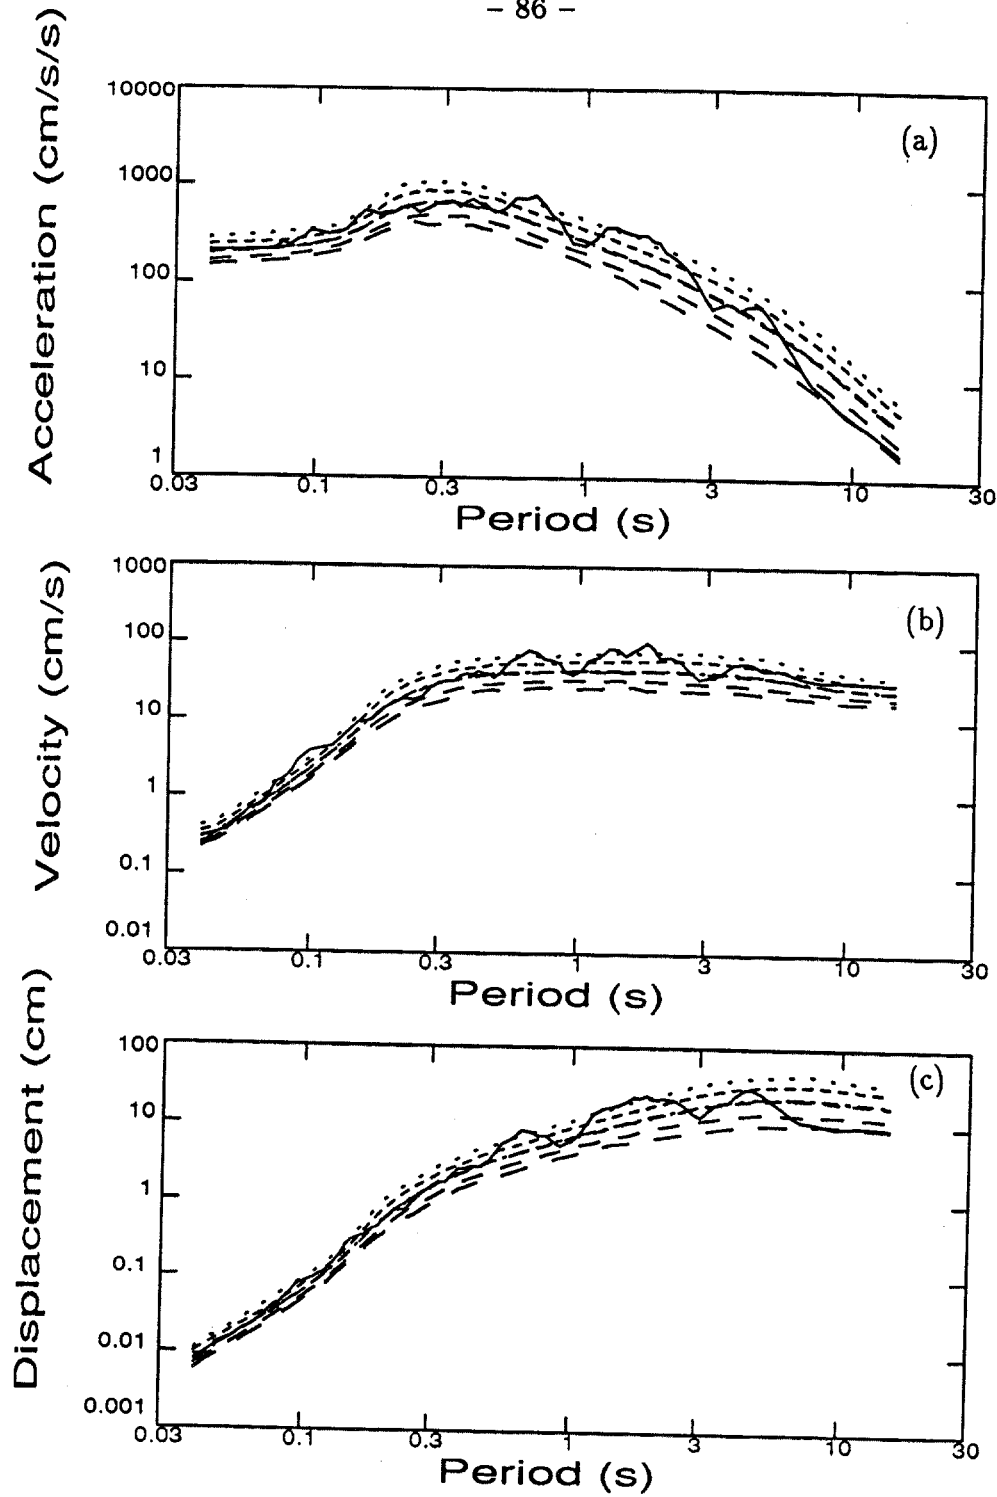 – 86 –
Acceleration (cm/s/s)
10000
1000
100
10
1
(a)
0.03 0.1 0.3 1 3 10 30
Period (s)
Velocity (cm/s)
1000
100
10
1
0.1
0.01
(b)
0.03 0.1 0.3 1 3 10 30
Period (s)
Displacement (cm)
100
10
1
0.1
0.01
0.001
(c)
0.03 0.1 0.3 1 3 10 30
Period (s)